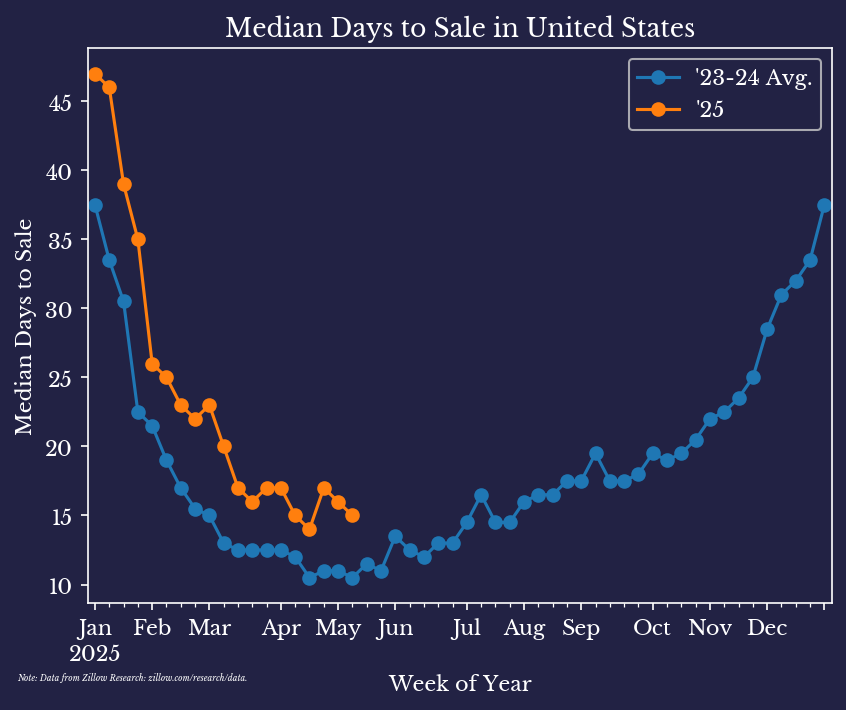 Median Days to Sale in United States
'23-24 Avg.
'25
Median Days to Sale
45
40
35
30
25
20
15
10
Jan Feb Mar Apr May Jun Jul Aug Sep Oct Nov Dec
2025
Week of Year
Note: Data from Zillow Research: zillow.com/research/data.